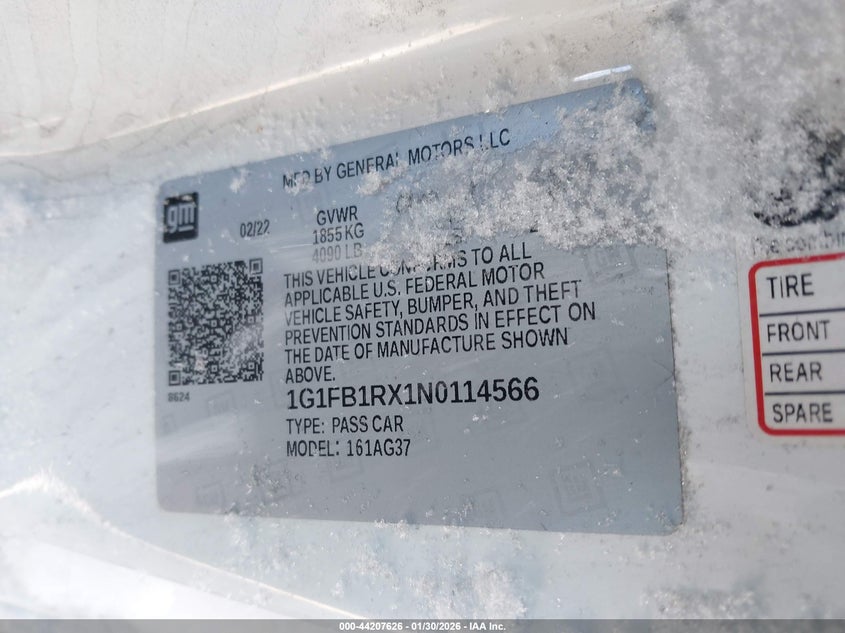 MFD BY GENERAL MOTORS LLC
gm
02/22
GVWR
1855 KG
4090 LB
THIS VEHICLE CONFORMS TO ALL
APPLICABLE U.S. FEDERAL MOTOR
VEHICLE SAFETY, BUMPER, AND THEFT
PREVENTION STANDARDS IN EFFECT ON
THE DATE OF MANUFACTURE SHOWN
ABOVE.
8624
1G1FB1RX1N0114566
TYPE: PASS CAR
MODEL: 161AG37
The combin
TIRE
FRONT
REAR
SPARE
000-44207626 - 01/30/2026 - IAA Inc.